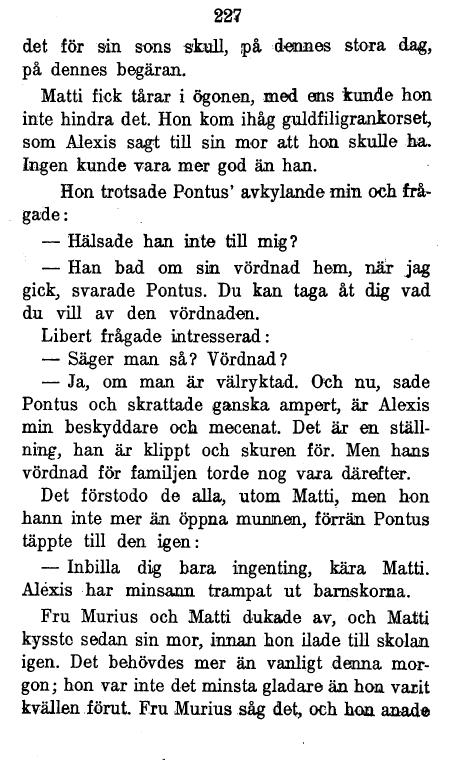 227
det för sin sons skull, på dennes stora dag,
på dennes begäran.
Matti fick tårar i ögonen, med ens kunde hon
inte hindra det. Hon kom ihåg guldfiligrankorset,
som Alexis sagt till sin mor att hon skulle ha.
Ingen kunde vara mer god än han.
Hon trotsade Pontus' avkylande min och frå-
gade:
— Hälsade han inte till mig?
— Han bad om sin vördnad hem, när jag
gick, svarade Pontus. Du kan taga åt dig vad
du vill av den vördnaden.
Libert frågade intresserad:
— Säger man så? Vördnad?
— Ja, om man är välryktad. Och nu, sade
Pontus och skrattade ganska ampert, är Alexis
min beskyddare och mecenat. Det är en ställ-
ning, han är klippt och skuren för. Men hans
vördnad för familjen torde nog vara därefter.
Det förstodo de alla, utom Matti, men hon
hann inte mer än öppna munnen, förrän Pontus
täppte till den igen:
— Inbilla dig bara ingenting, kära Matti.
Alexis har minsann trampat ut barnskorna.
Fru Murius och Matti dukade av, och Matti
kysste sedan sin mor, innan hon ilade till skolan
igen. Det behövdes mer än vanligt denna mor-
gon; hon var inte det minsta gladare än hon varit
kvällen förut. Fru Murius såg det, och hon anade